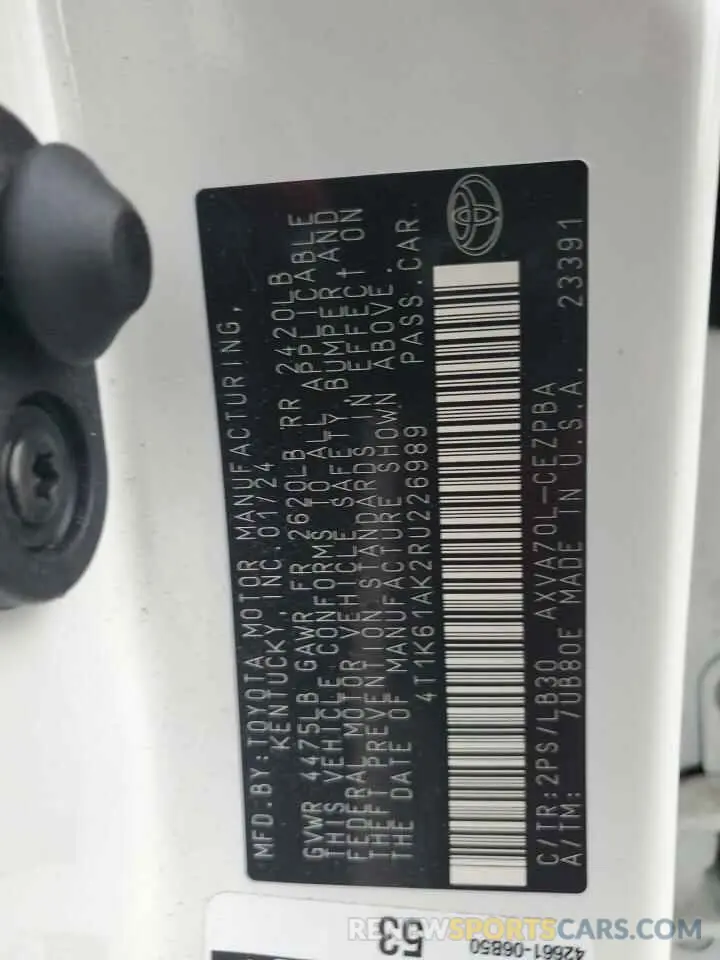 MFD.BY:TOYOTA MOTOR MANUFACTURING,
KENTUCKY INC. 01/24
GVWR 4475LB GAWR FR 2620LB RR 2420LB
THIS VEHICLE CONFORMS TO ALL APPLICABLE
FEDERAL MOTOR VEHICLE SAFETY, BUMPER AND
THEFT PREVENTION STANDARDS IN EFFECT ON
THE DATE OF MANUFACTURE SHOWN ABOVE.
4T1K61AK2RU226989 PASS.CAR
C/TR:2PS/LB30 AXVA70L-CEZPBA
A/TM: /UB80E MADE IN U.S.A. 23391
53
42661-06B50
RENEWSPORTSCARS.COM